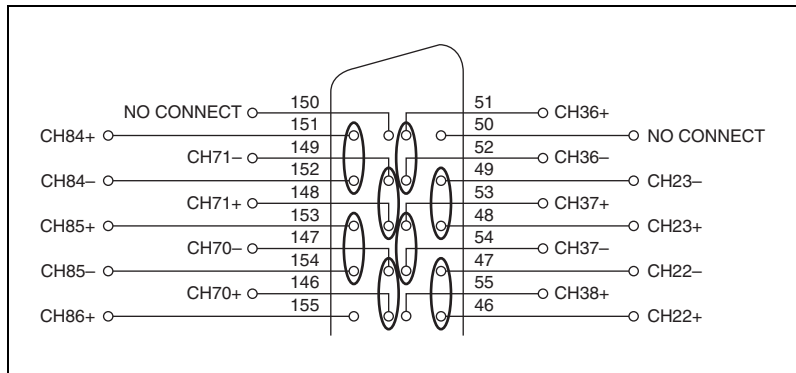 NO CONNECT 150 51 CH36+
CH84+ 151 50 NO CONNECT
CH71– 149 52 CH36–
CH84– 152 49 CH23–
CH71+ 148 53 CH37+
CH85+ 153 48 CH23+
CH70– 147 54 CH37–
CH85– 154 47 CH22–
CH70+ 146 55 CH38+
CH86+ 155 46 CH22+